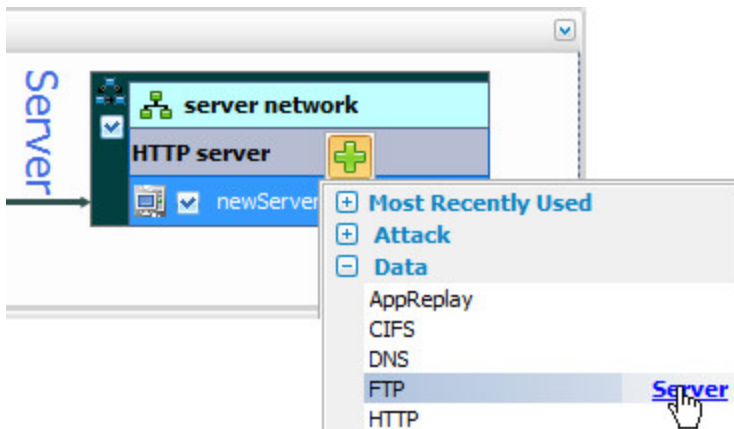 Server
server network
HTTP server
newServer
Most Recently Used
Attack
Data
AppReplay
CIFS
DNS
FTP Server
HTTP